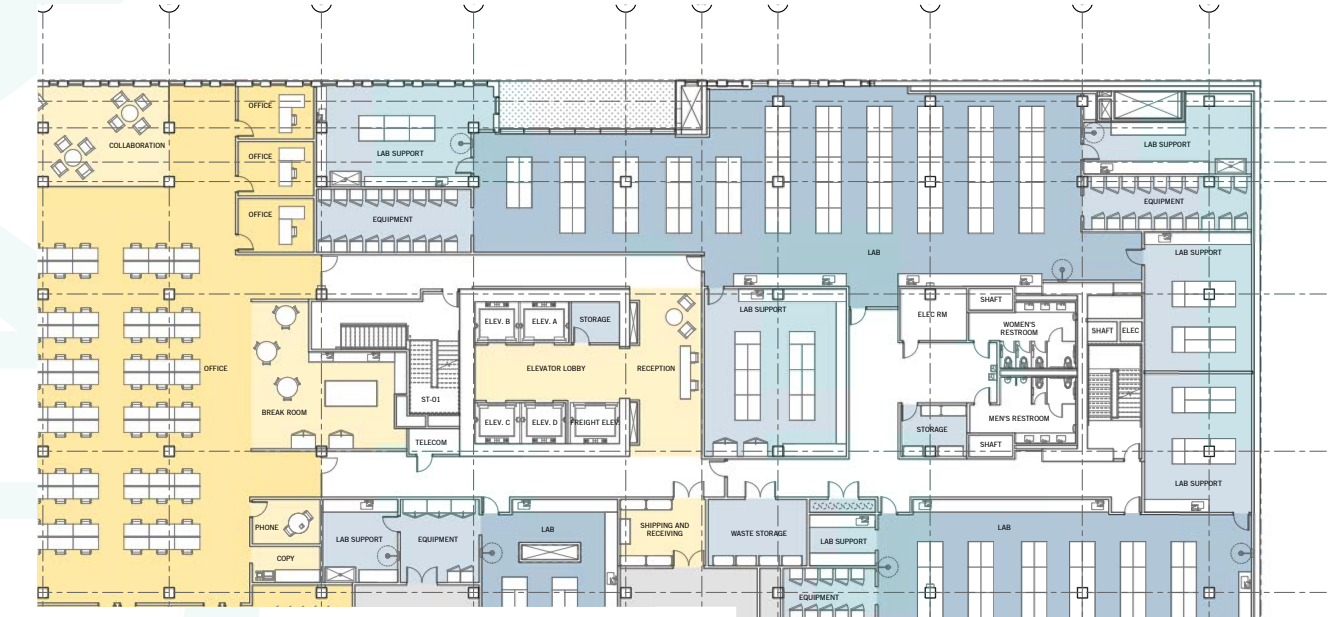 OFFICE
COLLABORATION
OFFICE
LAB SUPPORT
LAB SUPPORT
OFFICE
EQUIPMENT
EQUIPMENT
LAB
LAB SUPPORT
SHAFT
ELEV. B
ELEV. A
STORAGE
LAB SUPPORT
ELEC RM
WOMEN'S
RESTROOM
SHAFT
ELEC
OFFICE
ELEVATOR LOBBY
RECEPTION
BREAK ROOM
ST-01
ELEV. C
ELEV. D
FREIGHT ELEV
MEN'S RESTROOM
STORAGE
TELECOM
SHAFT
LAB SUPPORT
PHONE
LAB SUPPORT
EQUIPMENT
LAB
SHIPPING AND
RECEIVING
WASTE STORAGE
LAB SUPPORT
LAB
COPY
EQUIPMENT